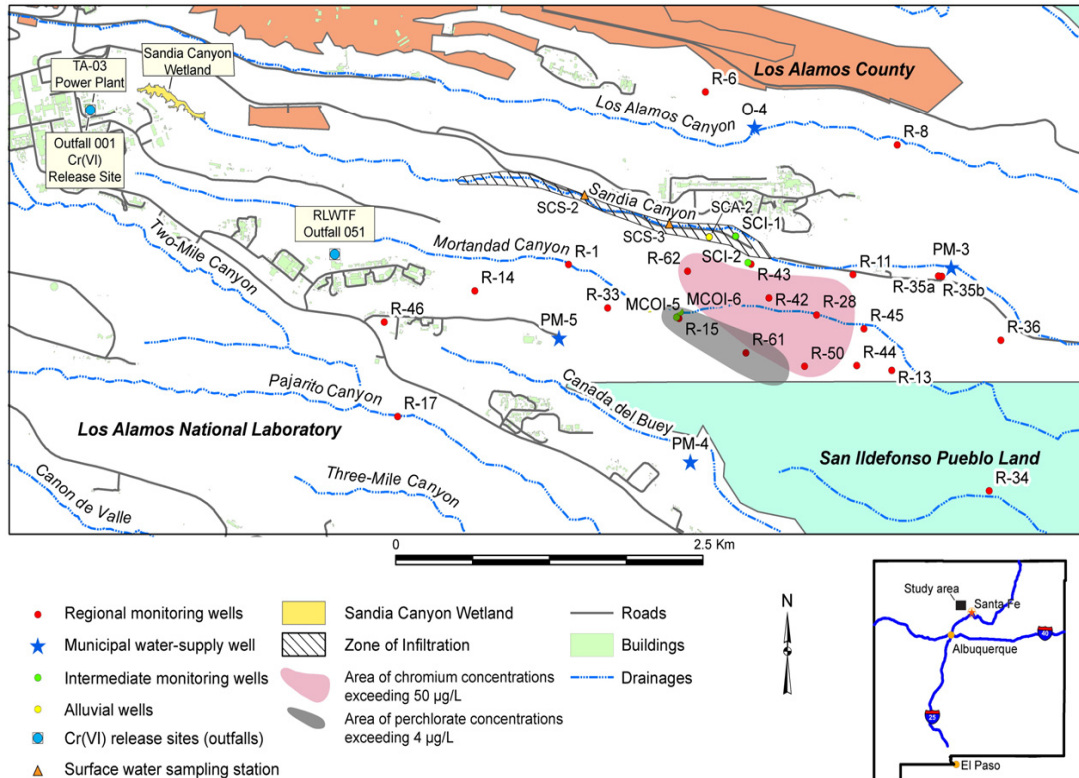 Los Alamos County
Sandia Canyon
Wetland
TA-03
Power Plant
Outfall 001
Cr(VI)
Release Site
RLWTF
Outfall 051
R-6
O-4
Los Alamos Canyon
R-8
Sandia Canyon
SCS-2
SCS-3
SCA-2
SCI-1)
SCI-2
Two-Mile Canyon
Mortandad Canyon
R-1
R-14
R-33
R-46
PM-5
R-62
R-43
R-11
PM-3
R-35a
R-35b
MCOI-5
MCOI-6
R-42
R-28
R-15
R-45
R-36
R-61
R-50
R-44
R-13
Pajarito Canyon
R-17
Canada del Buey
PM-4
Los Alamos National Laboratory
San Ildefonso Pueblo Land
R-34
Three-Mile Canyon
Canon de Valle
0
2.5 Km
Regional monitoring wells
Municipal water-supply well
Intermediate monitoring wells
Alluvial wells
Cr(VI) release sites (outfalls)
Surface water sampling station
Sandia Canyon Wetland
Zone of Infiltration
Area of chromium concentrations
exceeding 50 µg/L
Area of perchlorate concentrations
exceeding 4 µg/L
Roads
Buildings
Drainages
N
Study area
Santa Fe
40
Albuquerque
25
El Paso